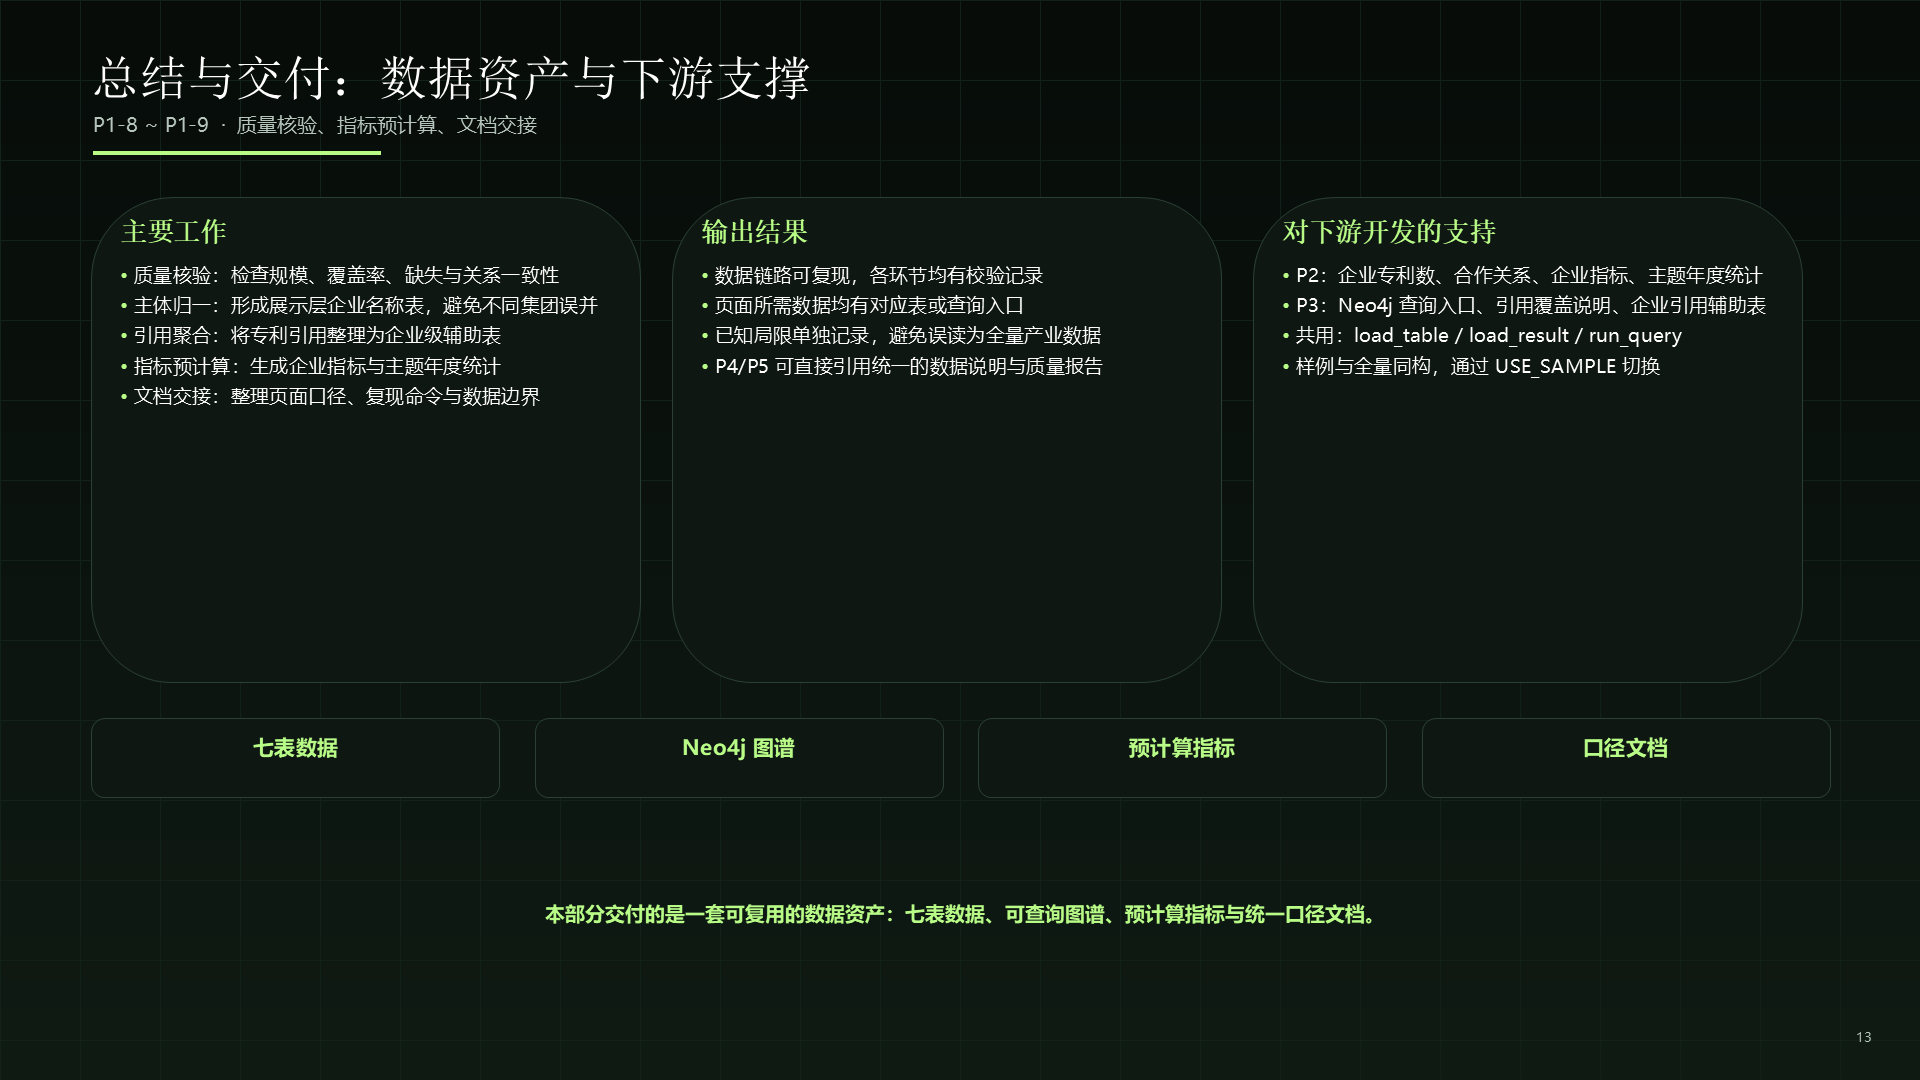 总结与交付：数据资产与下游支撑
P1-8 ~ P1-9 · 质量核验、指标预计算、文档交接
主要工作
• 质量核验：检查规模、覆盖率、缺失与关系一致性
• 主体归一：形成展示层企业名称表，避免不同集团误并
• 引用聚合：将专利引用整理为企业级辅助表
• 指标预计算：生成企业指标与主题年度统计
• 文档交接：整理页面口径、复现命令与数据边界
输出结果
• 数据链路可复现，各环节均有校验记录
• 页面所需数据均有对应表或查询入口
• 已知局限单独记录，避免误读为全量产业数据
• P4/P5 可直接引用统一的数据说明与质量报告
对下游开发的支持
• P2：企业专利数、合作关系、企业指标、主题年度统计
• P3：Neo4j 查询入口、引用覆盖说明、企业引用辅助表
• 共用：load_table / load_result / run_query
• 样例与全量同构，通过 USE_SAMPLE 切换
七表数据
Neo4j 图谱
预计算指标
口径文档
本部分交付的是一套可复用的数据资产：七表数据、可查询图谱、预计算指标与统一口径文档。
13